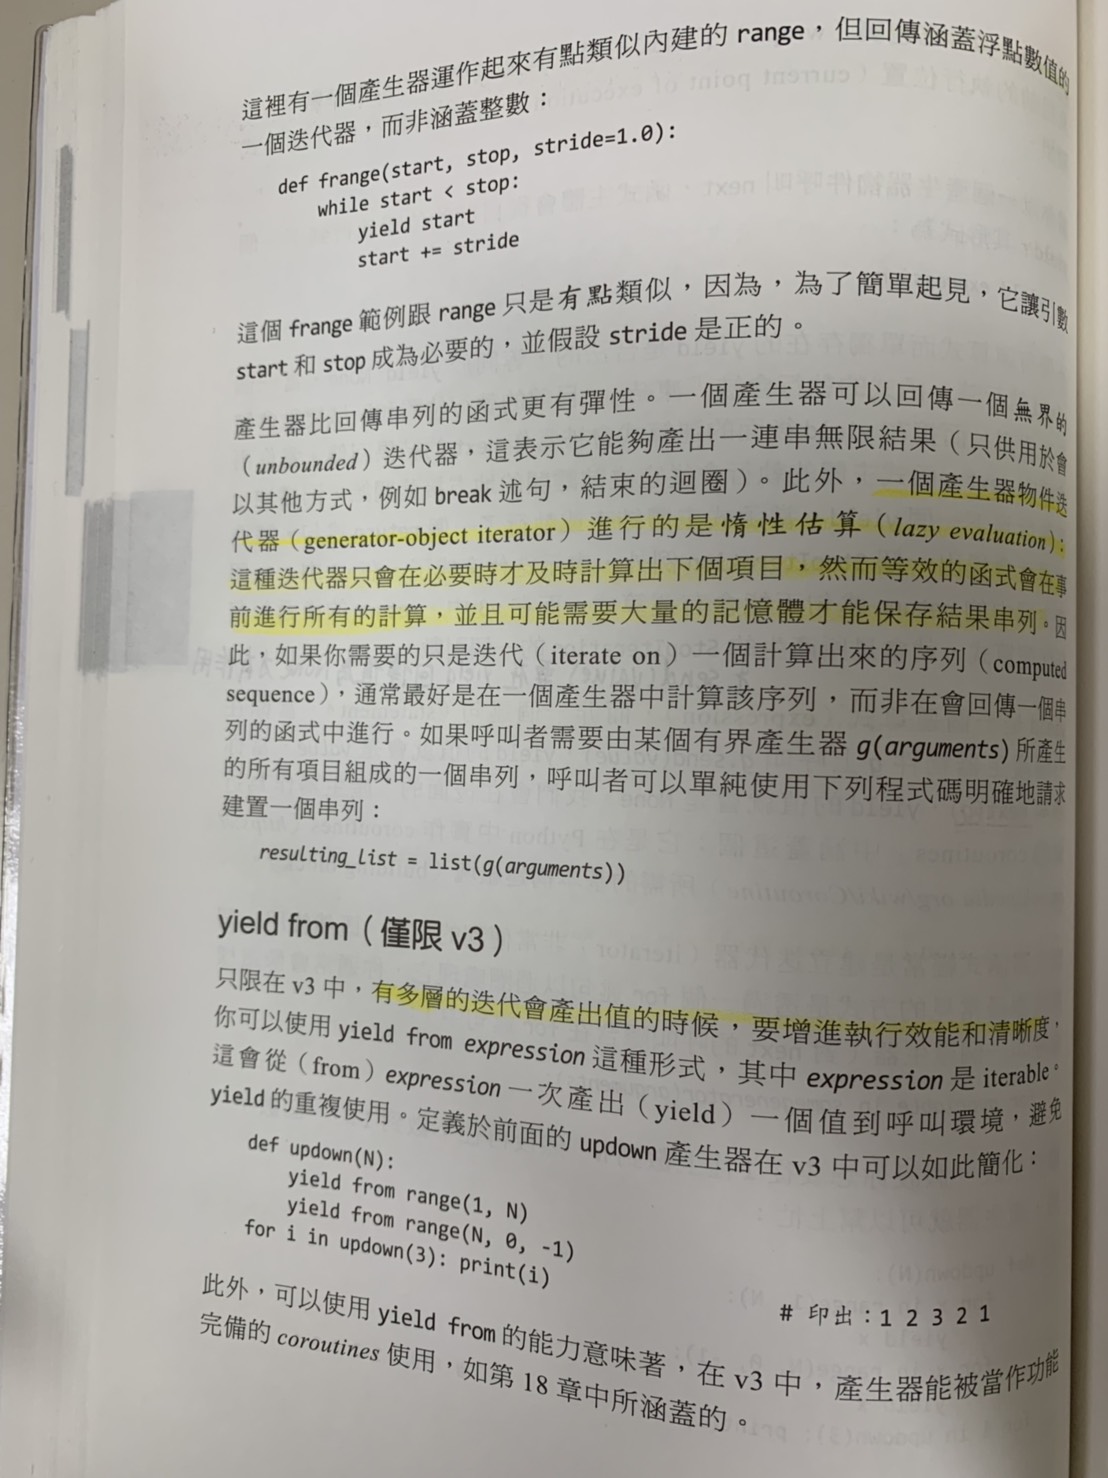 這裡有一個產生器運作起來有點類似內建的 range，但回傳涵蓋浮點數值的
一個迭代器，而非涵蓋整數：
def frange(start, stop, stride=1.0):
    while start < stop:
        yield start
        start += stride
這個 frange 範例跟 range 只是有點類似，因為，為了簡單起見，它讓引數
start 和 stop 成為必要的，並假設 stride 是正的。
產生器比回傳串列的函式更有彈性。一個產生器可以回傳一個無界的
（unbounded）迭代器，這表示它能夠產出一連串無限結果（只供用於會
以其他方式，例如 break 述句，結束的迴圈）。此外，一個產生器物件迭
代器（generator-object iterator）進行的是惰性估算（lazy evaluation）：
這種迭代器只會在必要時才及時計算出下個項目，然而等效的函式會在事
前進行所有的計算，並且可能需要大量的記憶體才能保存結果串列。因
此，如果你需要的只是迭代（iterate on）一個計算出來的序列（computed
sequence），通常最好是在一個產生器中計算該序列，而非在會回傳一個串
列的函式中進行。如果呼叫者需要由某個有界產生器 g(arguments) 所產生
的所有項目組成的一個串列，呼叫者可以單純使用下列程式碼明確地請求
建置一個串列：
resulting_list = list(g(arguments))
yield from（僅限 v3）
只限在 v3 中，有多層的迭代會產出值的時候，要增進執行效能和清晰度，
你可以使用 yield from expression 這種形式，其中 expression 是 iterable。
這會從（from）expression 一次產出（yield）一個值到呼叫環境，避免
yield 的重複使用。定義於前面的 updown 產生器在 v3 中可以如此簡化：
def updown(N):
    yield from range(1, N)
    yield from range(N, 0, -1)
for i in updown(3): print(i)
# 印出：1 2 3 2 1
此外，可以使用 yield from 的能力意味著，在 v3 中，產生器能被當作功能
完備的 coroutines 使用，如第 18 章中所涵蓋的。